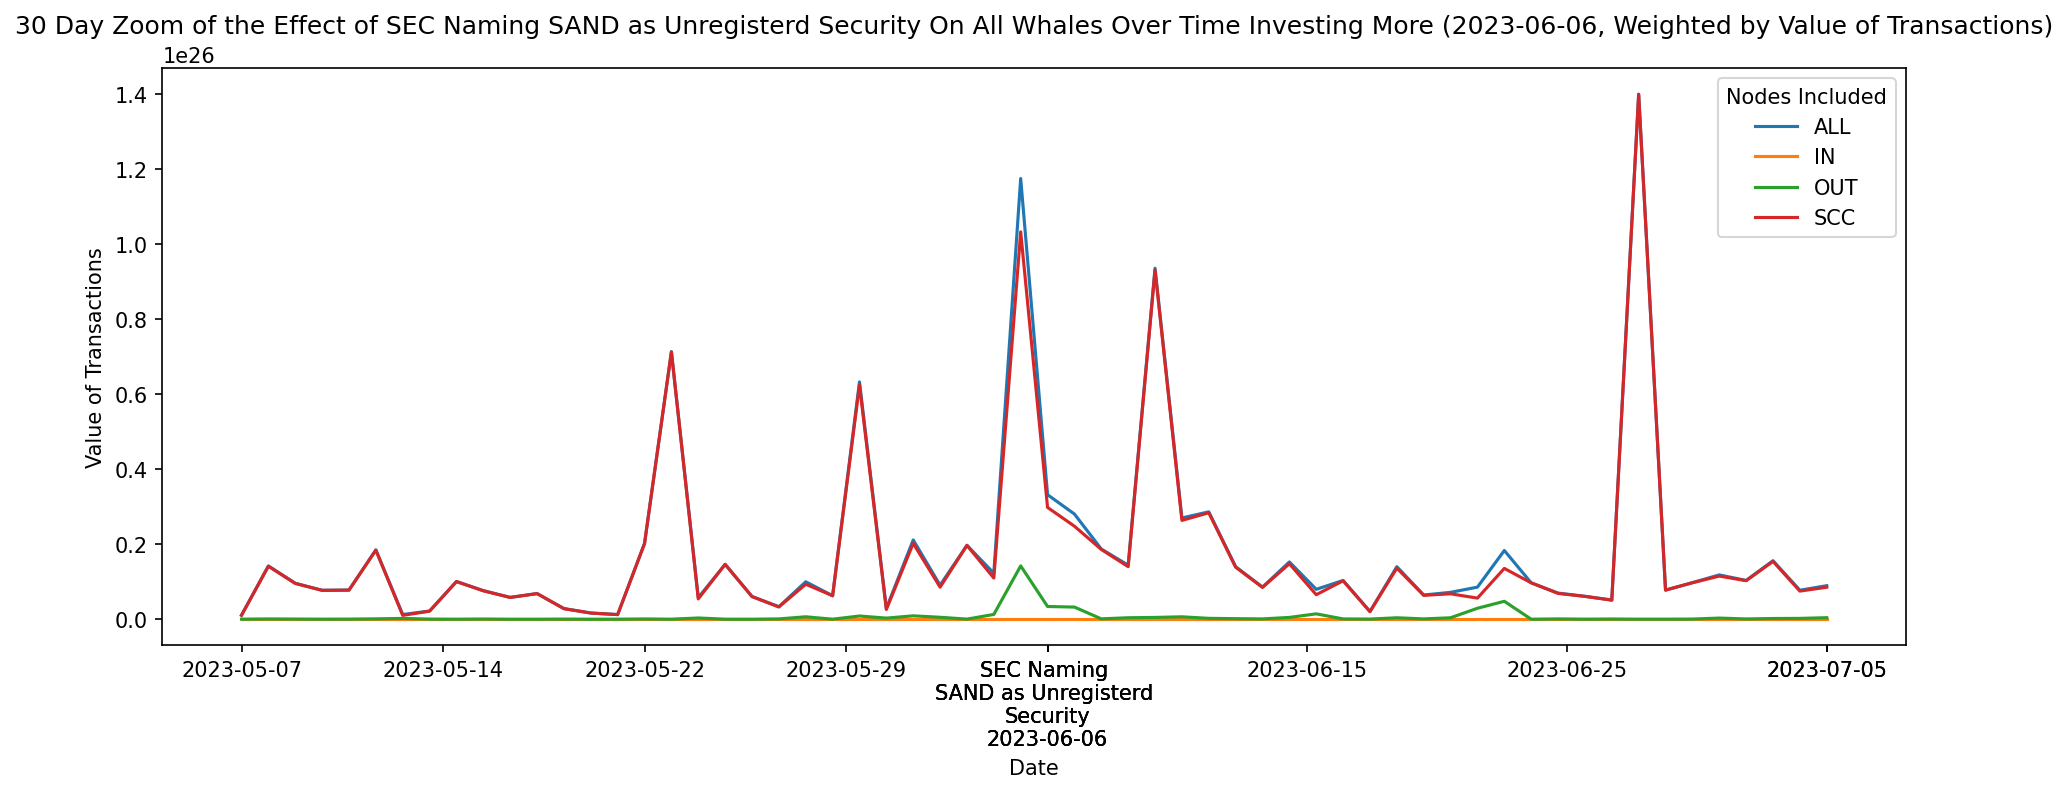 30 Day Zoom of the Effect of SEC Naming SAND as Unregisterd Security On All Whales Over Time Investing More (2023-06-06, Weighted by Value of Transactions)
1e26
Nodes Included
ALL
IN
OUT
SCC
Value of Transactions
1.4
1.2
1.0
0.8
0.6
0.4
0.2
0.0
2023-05-07
2023-05-14
2023-05-22
2023-05-29
SEC Naming
SAND as Unregisterd
Security
2023-06-06
2023-06-15
2023-06-25
2023-07-05
Date